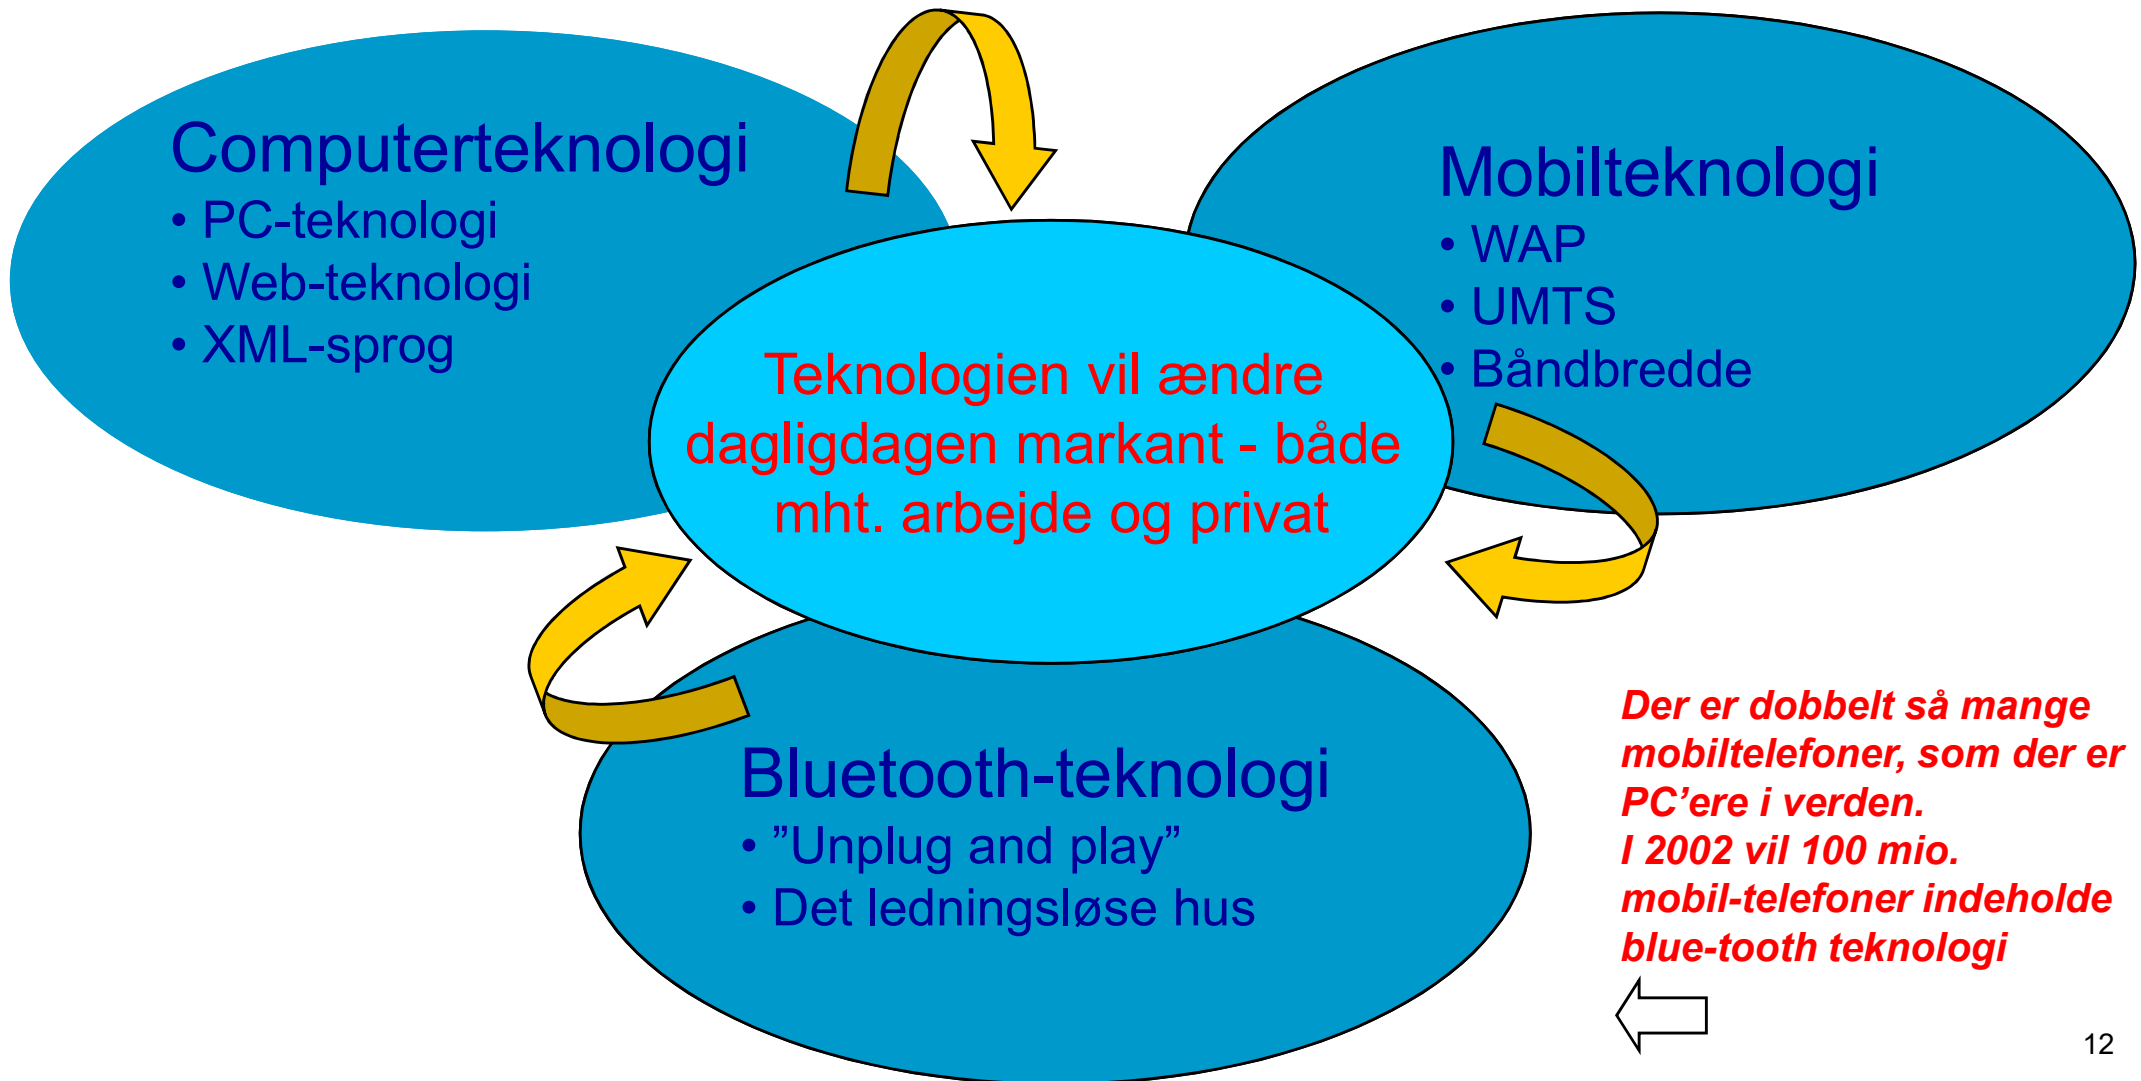 Computerteknologi
• PC-teknologi
• Web-teknologi
• XML-sprog
Mobilteknologi
• WAP
• UMTS
• Båndbredde
Teknologien vil ændre
dagligdagen markant - både
mht. arbejde og privat
Bluetooth-teknologi
• ”Unplug and play”
• Det ledningsløse hus
Der er dobbelt så mange
mobiltelefoner, som der er
PC’ere i verden.
I 2002 vil 100 mio.
mobil-telefoner indeholde
blue-tooth teknologi
12